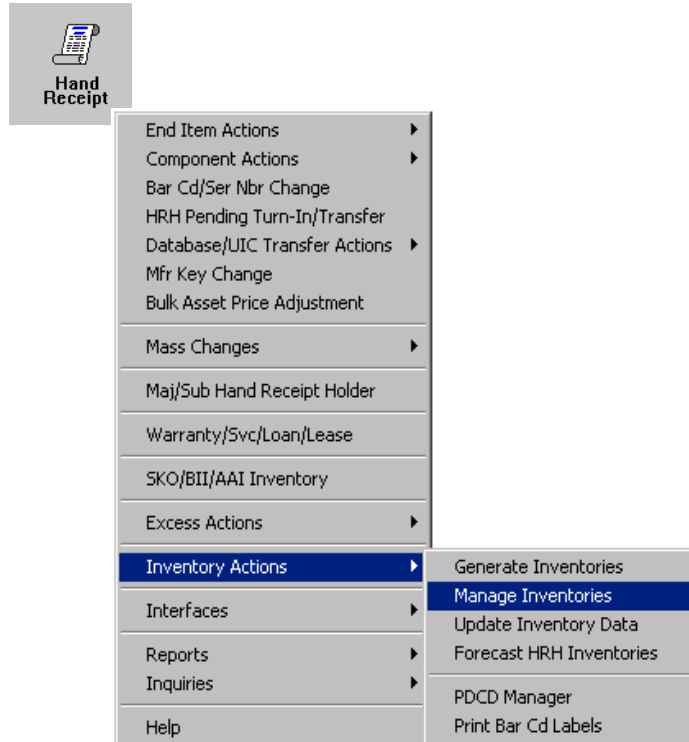 Hand
Receipt
End Item Actions
Component Actions
Bar Cd/Ser Nbr Change
HRH Pending Turn-In/Transfer
Database/UIC Transfer Actions
Mfr Key Change
Bulk Asset Price Adjustment
Mass Changes
Maj/Sub Hand Receipt Holder
Warranty/Svc/Loan/Lease
SKO/BII/AAI Inventory
Excess Actions
Inventory Actions
Interfaces
Reports
Inquiries
Help
Generate Inventories
Manage Inventories
Update Inventory Data
Forecast HRH Inventories
PDCD Manager
Print Bar Cd Labels